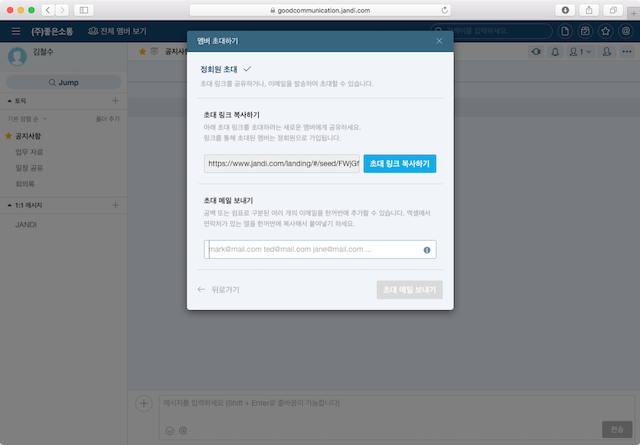 goodcommunication.jandi.com
(주)좋은소통
전체 멤버 보기
키워드를 입력하세요.
김철수
Jump
토픽
기본 정렬 순
폴더 추가
공지사항
업무 자료
일정 공유
회의록
1:1 메시지
JANDI
공지사항
1
멤버 초대하기
정회원 초대
초대 링크를 공유하거나, 이메일을 발송하여 초대할 수 있습니다.
초대 링크 복사하기
아래 초대 링크를 초대하려는 새로운 멤버에게 공유하세요.
링크를 통해 초대된 멤버는 정회원으로 가입됩니다.
https://www.jandi.com/landing/#/seed/FWjGf
초대 링크 복사하기
초대 메일 보내기
공백 또는 쉼표로 구분된 여러 개의 이메일을 한꺼번에 추가할 수 있습니다. 엑셀에서
연락처가 있는 열을 한꺼번에 복사해서 붙여넣기 하세요.
mark@mail.com ted@mail.com jane@mail.com ...
뒤로가기
초대 메일 보내기
메시지를 입력하세요 (Shift + Enter로 줄바꿈이 가능합니다)
전송